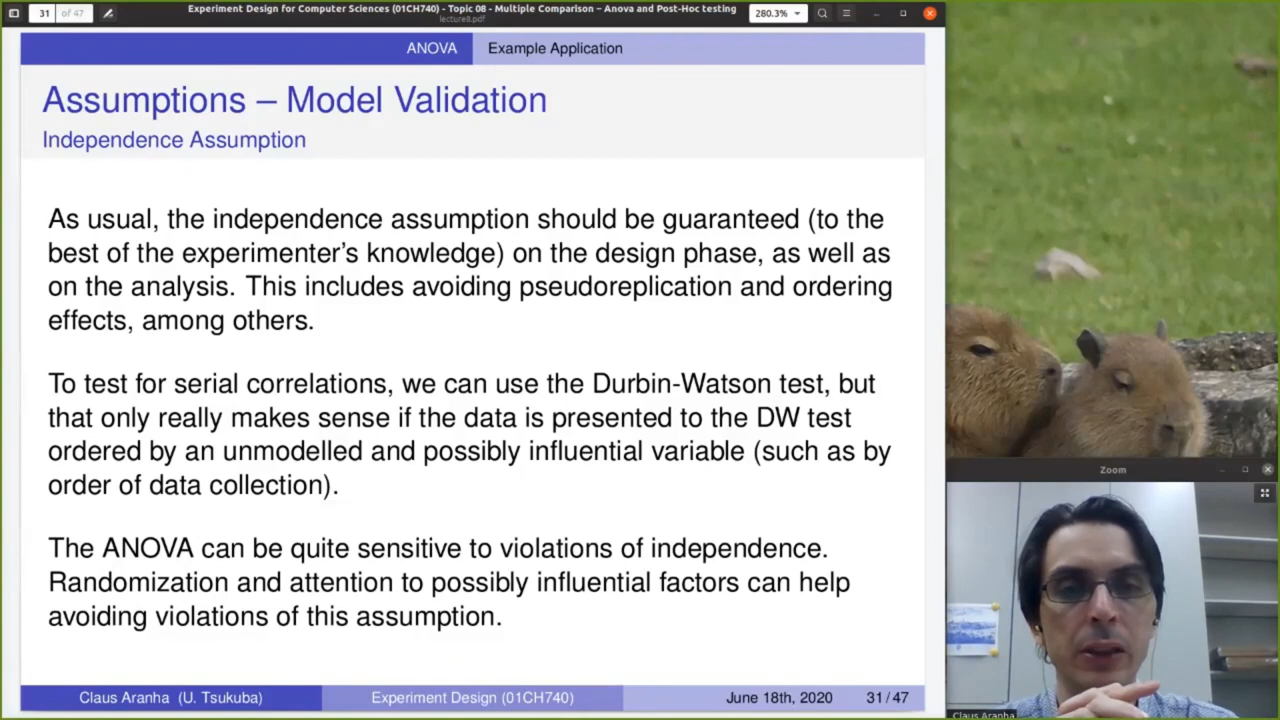 31 of 47
Experiment Design for Computer Sciences (01CH740) - Topic 08 - Multiple Comparison – Anova and Post-Hoc testing
lecture8.pdf
280.3%
ANOVA Example Application
Assumptions – Model Validation
Independence Assumption
As usual, the independence assumption should be guaranteed (to the
best of the experimenter's knowledge) on the design phase, as well as
on the analysis. This includes avoiding pseudoreplication and ordering
effects, among others.
To test for serial correlations, we can use the Durbin-Watson test, but
that only really makes sense if the data is presented to the DW test
ordered by an unmodelled and possibly influential variable (such as by
order of data collection).
The ANOVA can be quite sensitive to violations of independence.
Randomization and attention to possibly influential factors can help
avoiding violations of this assumption.
Claus Aranha (U. Tsukuba) Experiment Design (01CH740) June 18th, 2020 31 / 47
Zoom
Claus Aranha